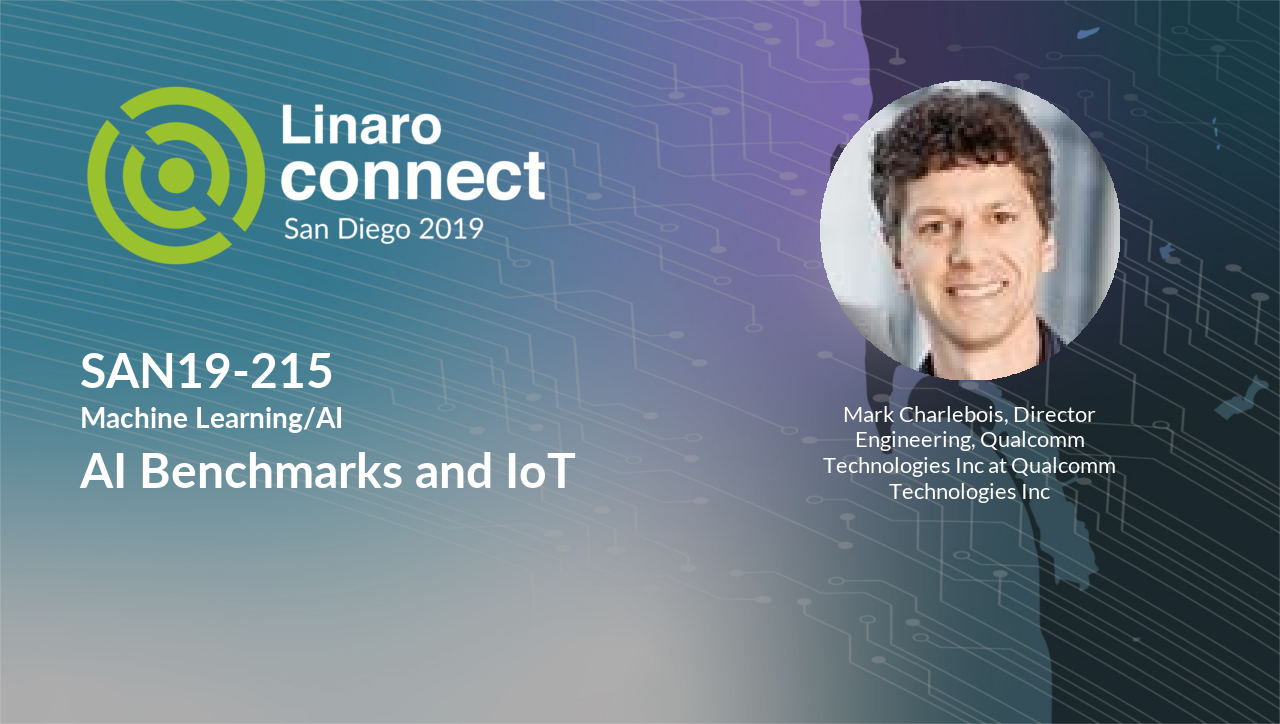 Linaro
connect
San Diego 2019
SAN19-215
Machine Learning/AI
AI Benchmarks and IoT
Mark Charlebois, Director
Engineering, Qualcomm
Technologies Inc at Qualcomm
Technologies Inc